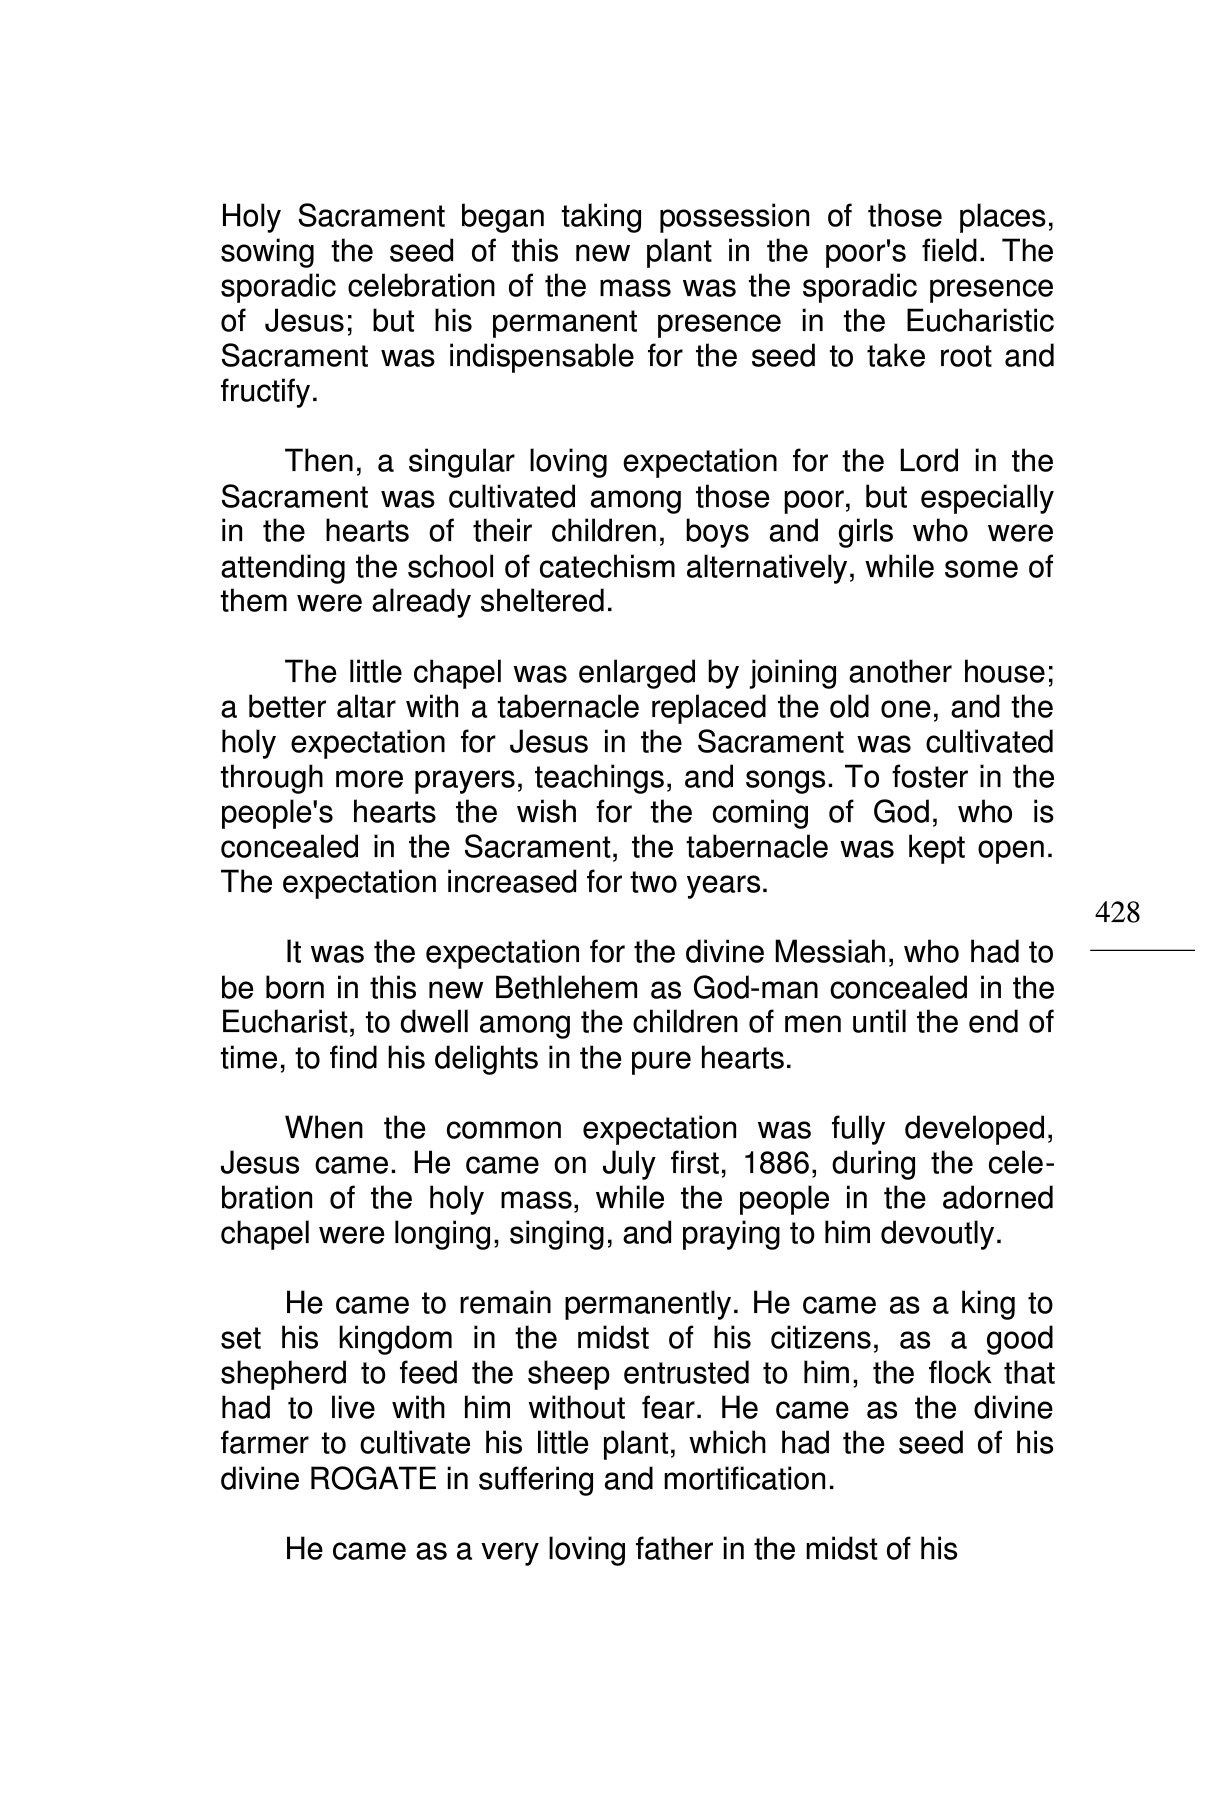 Holy Sacrament began taking possession of those places,
sowing the seed of this new plant in the poor's field. The
sporadic celebration of the mass was the sporadic presence
of Jesus; but his permanent presence in the Eucharistic
Sacrament was indispensable for the seed to take root and
fructify.
Then, a singular loving expectation for the Lord in the
Sacrament was cultivated among those poor, but especially
in the hearts of their children, boys and girls who were
attending the school of catechism alternatively, while some of
them were already sheltered.
The little chapel was enlarged by joining another house;
a better altar with a tabernacle replaced the old one, and the
holy expectation for Jesus in the Sacrament was cultivated
through more prayers, teachings, and songs. To foster in the
people's hearts the wish for the coming of God, who is
concealed in the Sacrament, the tabernacle was kept open.
The expectation increased for two years.
428
It was the expectation for the divine Messiah, who had to
be born in this new Bethlehem as God-man concealed in the
Eucharist, to dwell among the children of men until the end of
time, to find his delights in the pure hearts.
When the common expectation was fully developed,
Jesus came. He came on July first, 1886, during the cele-
bration of the holy mass, while the people in the adorned
chapel were longing, singing, and praying to him devoutly.
He came to remain permanently. He came as a king to
set his kingdom in the midst of his citizens, as a good
shepherd to feed the sheep entrusted to him, the flock that
had to live with him without fear. He came as the divine
farmer to cultivate his little plant, which had the seed of his
divine ROGATE in suffering and mortification.
He came as a very loving father in the midst of his